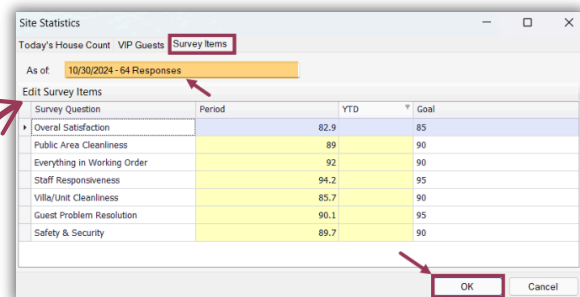 Site Statistics
Today's House Count VIP Guests Survey Items
As of: 10/30/2024 - 64 Responses
Edit Survey Items
Survey Question Period YTD Goal
Overal Satisfaction 82.9 85
Public Area Cleanliness 89 90
Everything in Working Order 92 90
Staff Responsiveness 94.2 95
Villa/Unit Cleanliness 85.7 90
Guest Problem Resolution 90.1 95
Safety & Security 89.7 90
OK Cancel